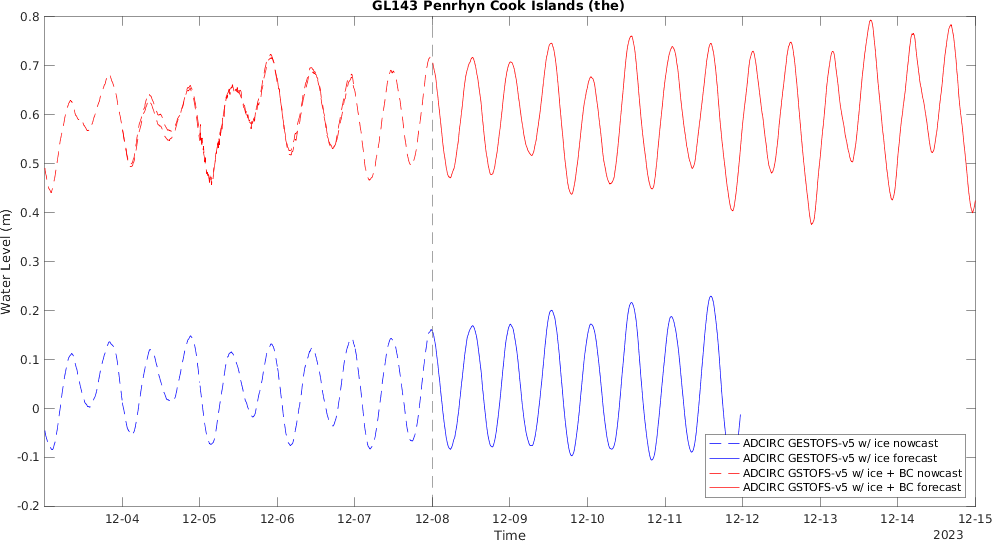 GL143 Penrhyn Cook Islands (the)
0.8
0.7
0.6
0.5
0.4
0.3
0.2
0.1
0
-0.1
-0.2
Water Level (m)
ADCIRC GESTOFS-v5 w/ ice nowcast
ADCIRC GESTOFS-v5 w/ ice forecast
ADCIRC GSTOFS-v5 w/ ice + BC nowcast
ADCIRC GSTOFS-v5 w/ ice + BC forecast
12-04 12-05 12-06 12-07 12-08 12-09 12-10 12-11 12-12 12-13 12-14 12-15
Time
2023